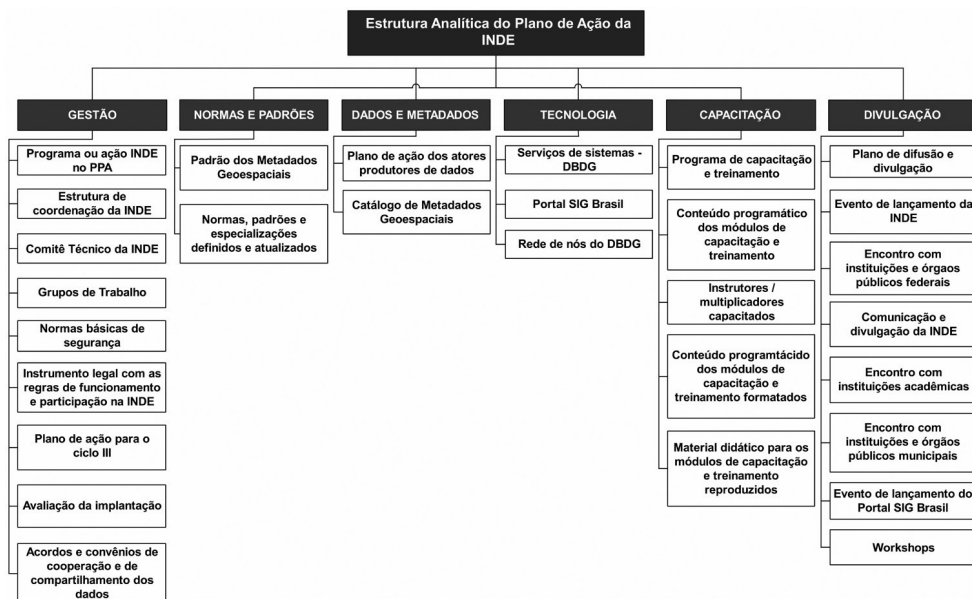 Estrutura Analítica do Plano de Ação da
INDE
GESTÃO
Programa ou ação INDE
no PPA
Estrutura de
coordenação da INDE
Comitê Técnico da INDE
Grupos de Trabalho
Normas básicas de
segurança
Instrumento legal com as
regras de funcionamento
e participação na INDE
Plano de ação para o
ciclo III
Avaliação da implantação
Acordos e convênios de
cooperação e de
compartilhamento dos
dados
NORMAS E PADRÕES
Padrão dos Metadados
Geoespaciais
Normas, padrões e
especializações
definidos e atualizados
DADOS E METADADOS
Plano de ação dos atores
produtores de dados
Catálogo de Metadados
Geoespaciais
TECNOLOGIA
Serviços de sistemas -
DBDG
Portal SIG Brasil
Rede de nós do DBDG
CAPACITAÇÃO
Programa de capacitação
e treinamento
Conteúdo programático
dos módulos de
capacitação e
treinamento
Instrutores /
multiplicadores
capacitados
Conteúdo programtácido
dos módulos de
capacitação e
treinamento formatados
Material didático para os
módulos de capacitação
e treinamento
reproduzidos
DIVULGAÇÃO
Plano de difusão e
divulgação
Evento de lançamento da
INDE
Encontro com
instituições e órgaos
públicos federais
Comunicação e
divulgação da INDE
Encontro com
instituições acadêmicas
Encontro com
instituições e órgãos
públicos municipais
Evento de lançamento do
Portal SIG Brasil
Workshops